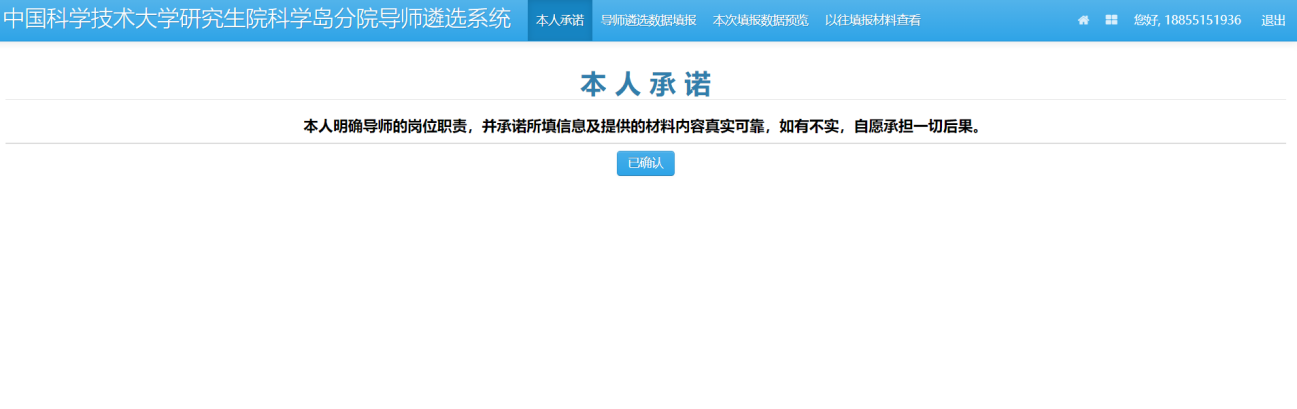 中国科学技术大学研究生院科学岛分院导师遴选系统 本人承诺 导师遴选数据填报 本次填报数据预览 以往填报材料查看 您好, 18855151936 退出
本人承诺
本人明确导师的岗位职责，并承诺所填信息及提供的材料内容真实可靠，如有不实，自愿承担一切后果。
已确认